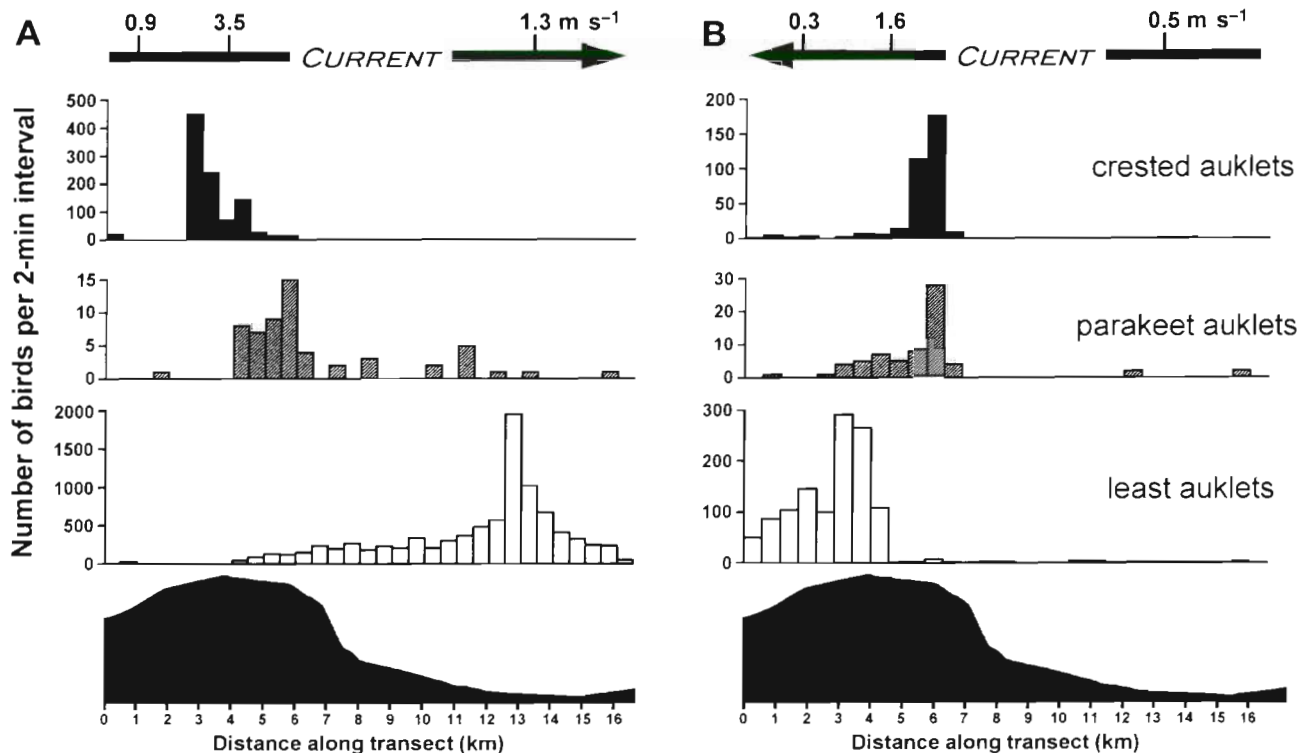 A
0.9 3.5 1.3 m s⁻¹
CURRENT
Number of birds per 2-min interval
500
400
300
200
100
0
15
10
5
0
2000
1500
1000
500
0
0 1 2 3 4 5 6 7 8 9 10 11 12 13 14 15 16
Distance along transect (km)
B
0.3 1.6 0.5 m s⁻¹
CURRENT
200
150
100
50
0
crested auklets
30
20
10
0
parakeet auklets
300
200
100
0
least auklets
0 1 2 3 4 5 6 7 8 9 10 11 12 13 14 15 16
Distance along transect (km)